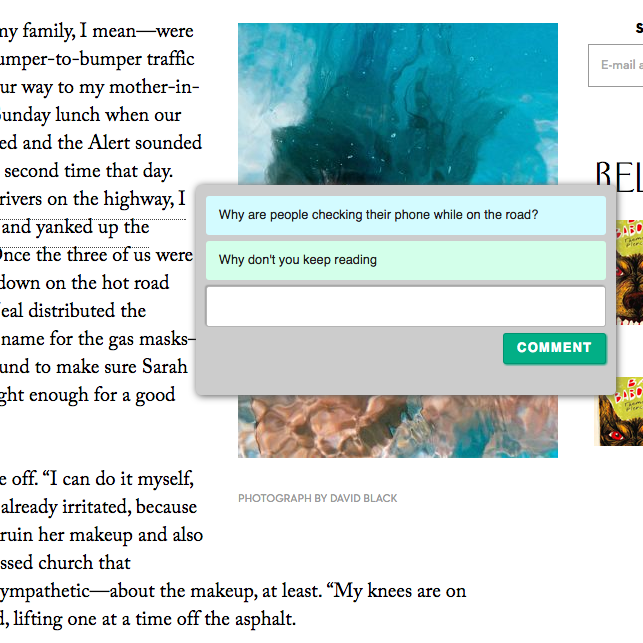 my family, I mean—were
umper-to-bumper traffic
ur way to my mother-in-
Sunday lunch when our
ed and the Alert sounded
second time that day.
rivers on the highway, I
and yanked up the
Once the three of us were
down on the hot road
eal distributed the
name for the gas masks–
und to make sure Sarah
ght enough for a good
e off. “I can do it myself,
already irritated, because
ruin her makeup and also
ssed church that
ympathetic—about the makeup, at least. “My knees are on
d, lifting one at a time off the asphalt.
Why are people checking their phone while on the road?
Why don't you keep reading
COMMENT
PHOTOGRAPH BY DAVID BLACK
S
E-mail a
REL